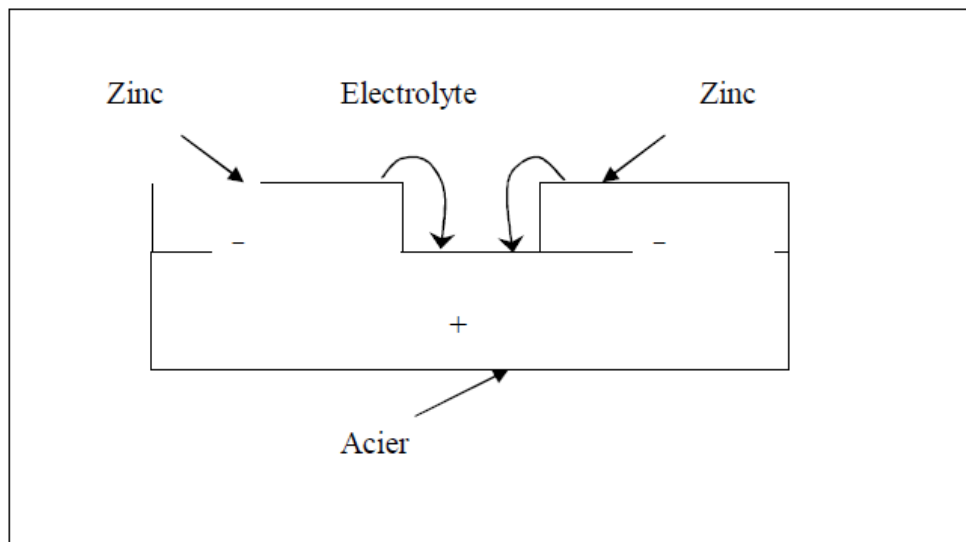 Zinc Electrolyte Zinc
– –
+
Acier